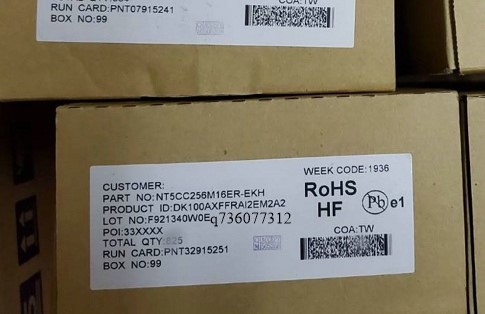 RUN CARD:PNT07915241
BOX NO:99
COA:TW
WEEK CODE:1936
CUSTOMER:
PART NO:NT5CC256M16ER-EKH
PRODUCT ID:DK100AXFFRAI2EM2A2
LOT NO:F921340W0E
q736077312
POI:33XXXX
TOTAL QTY:
RUN CARD:PNT32915251
BOX NO:99
RoHS
HF
Pb e1
COA:TW